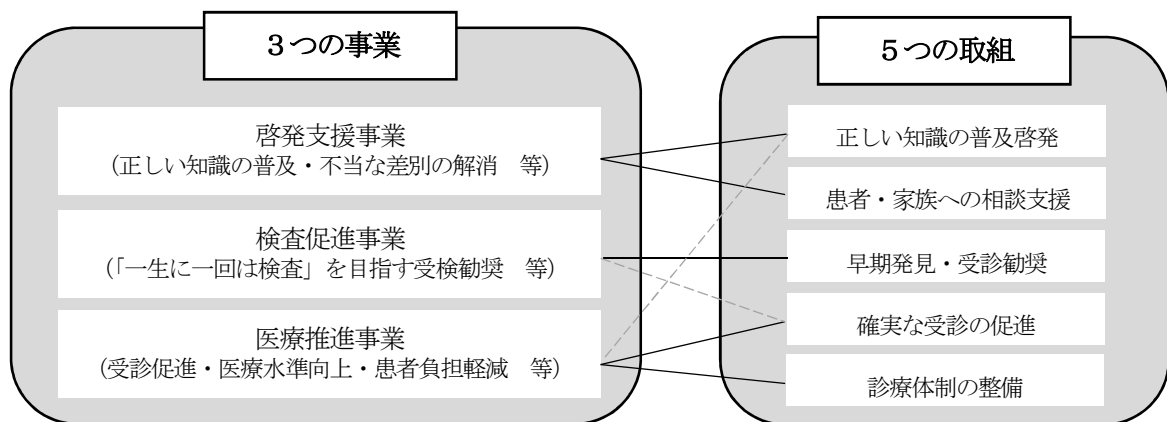 ３つの事業
啓発支援事業
（正しい知識の普及・不当な差別の解消　等）
検査促進事業
（「一生に一回は検査」を目指す受検勧奨　等）
医療推進事業
（受診促進・医療水準向上・患者負担軽減　等）
５つの取組
正しい知識の普及啓発
患者・家族への相談支援
早期発見・受診勧奨
確実な受診の促進
診療体制の整備